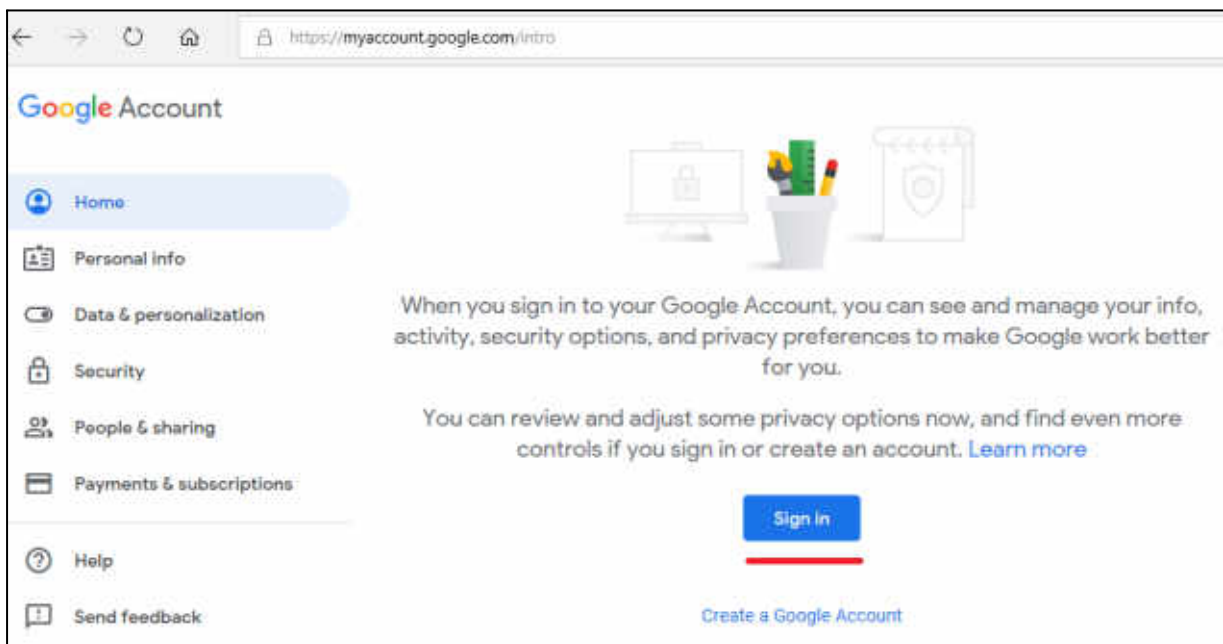 https://myaccount.google.com/intro
Google Account
Home
Personal info
Data & personalization
Security
People & sharing
Payments & subscriptions
Help
Send feedback
When you sign in to your Google Account, you can see and manage your info,
activity, security options, and privacy preferences to make Google work better
for you.
You can review and adjust some privacy options now, and find even more
controls if you sign in or create an account. Learn more
Sign in
Create a Google Account